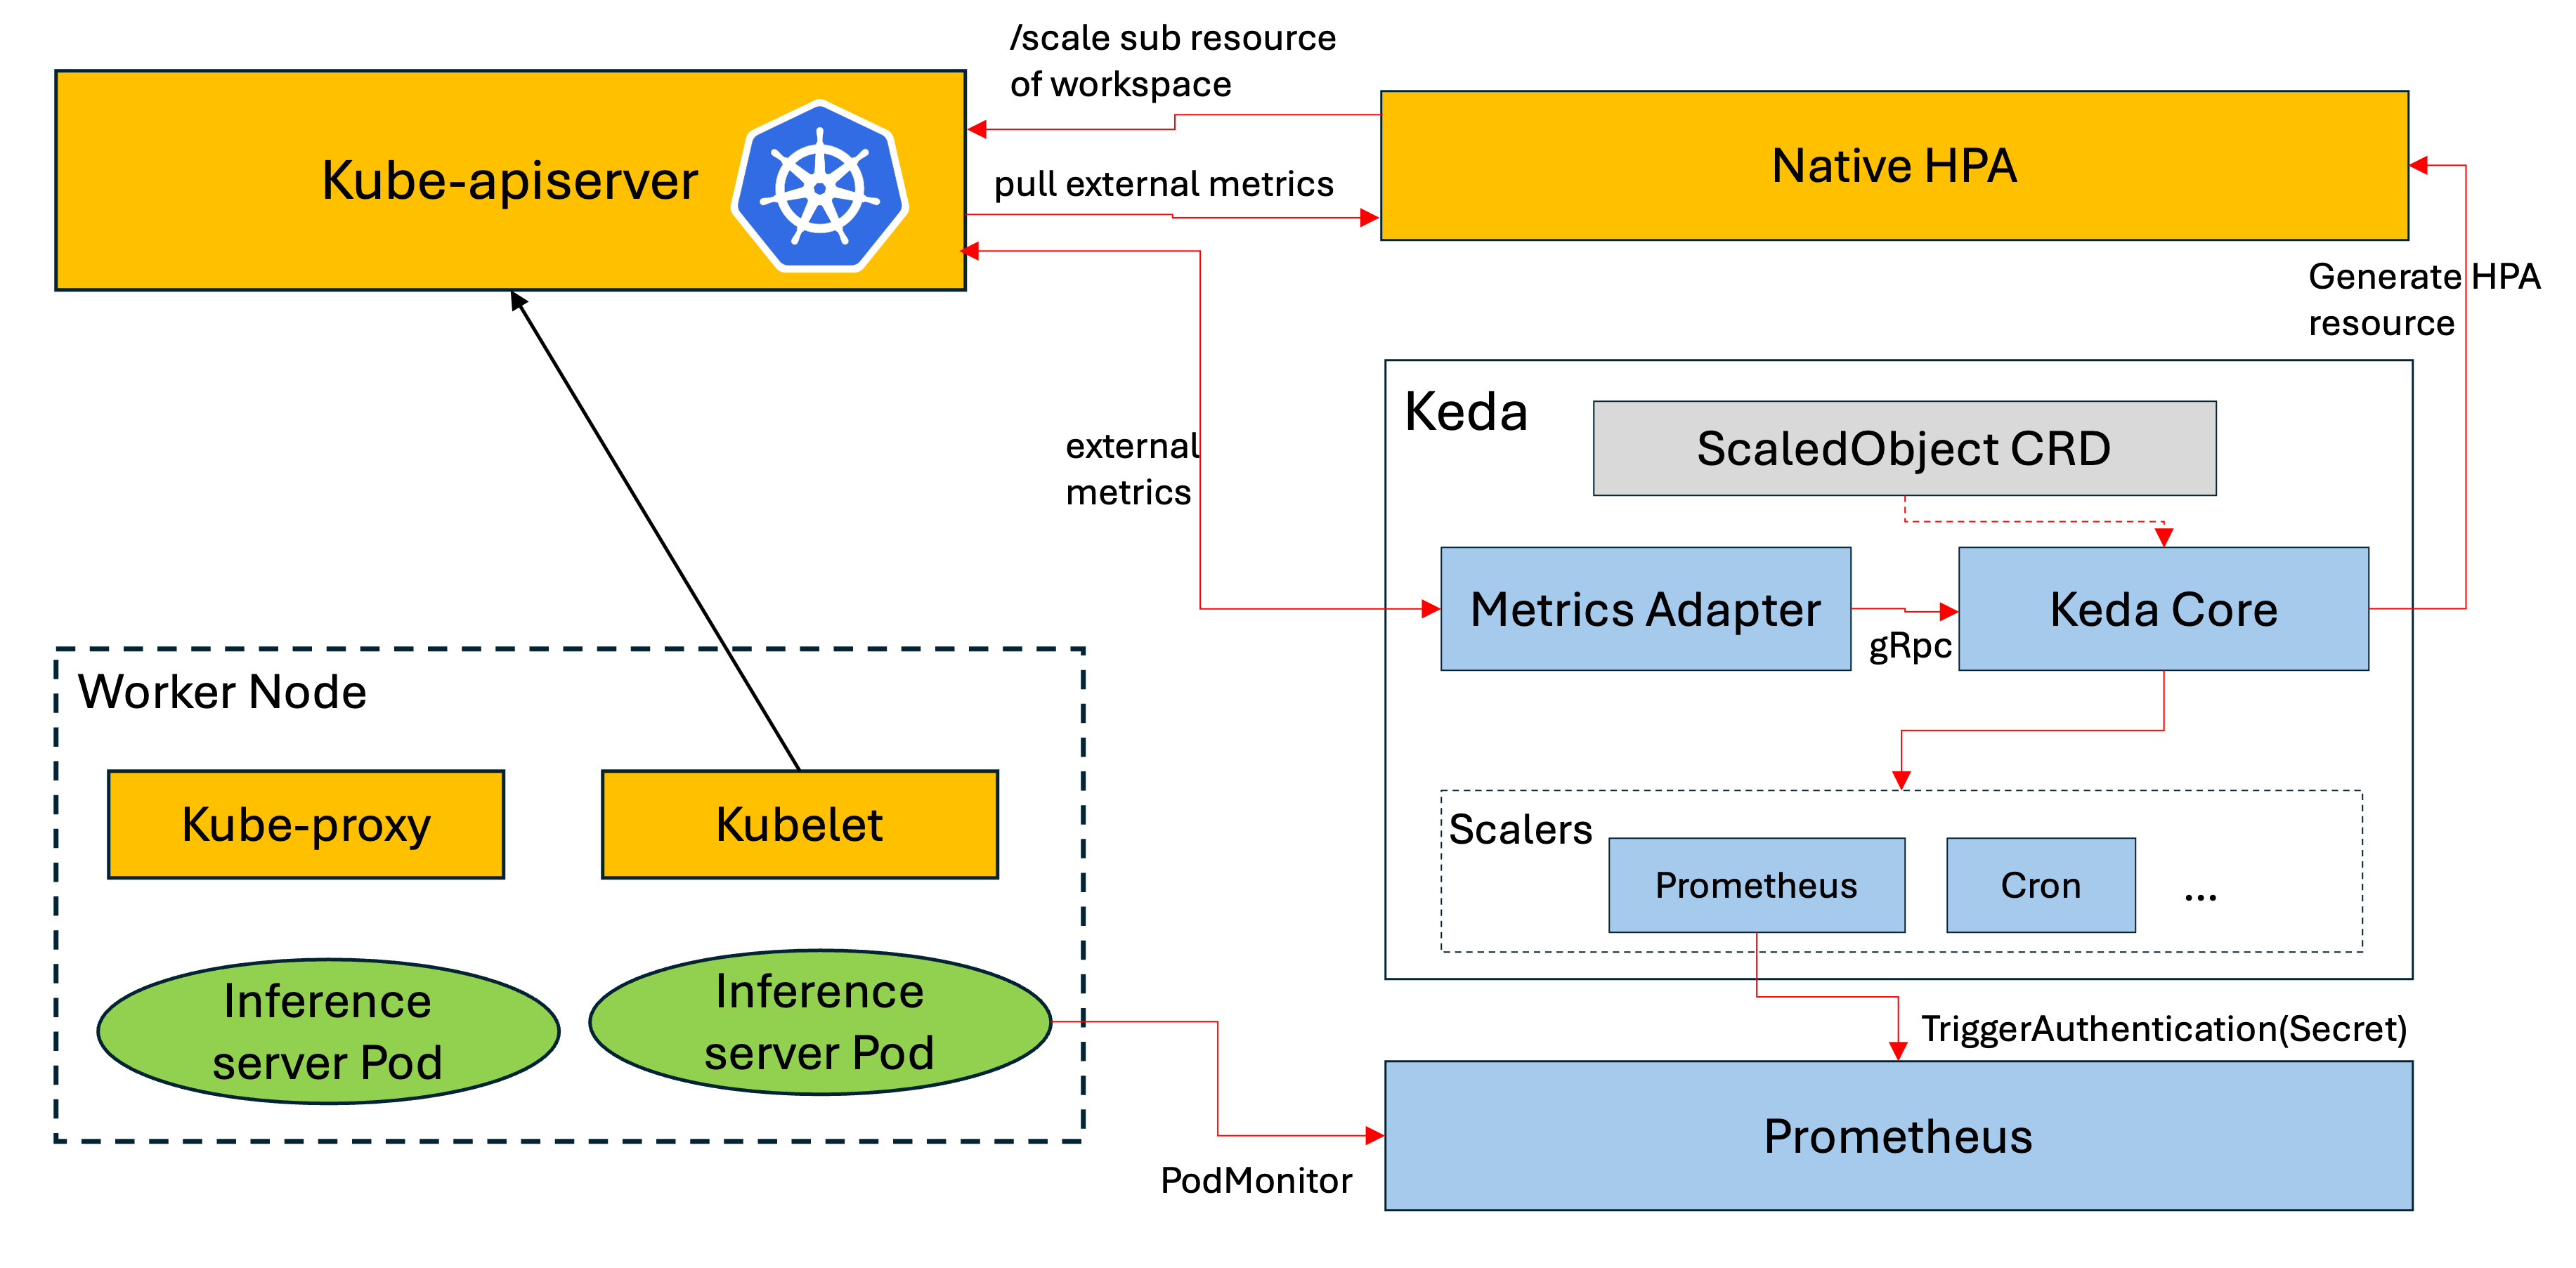 /scale sub resource
of workspace
Kube-apiserver
Native HPA
pull external metrics
Generate HPA
resource
Keda
ScaledObject CRD
external
metrics
Metrics Adapter
Keda Core
gRpc
Worker Node
Kube-proxy
Kubelet
Scalers
Prometheus
Cron
...
Inference
server Pod
Inference
server Pod
TriggerAuthentication(Secret)
Prometheus
PodMonitor